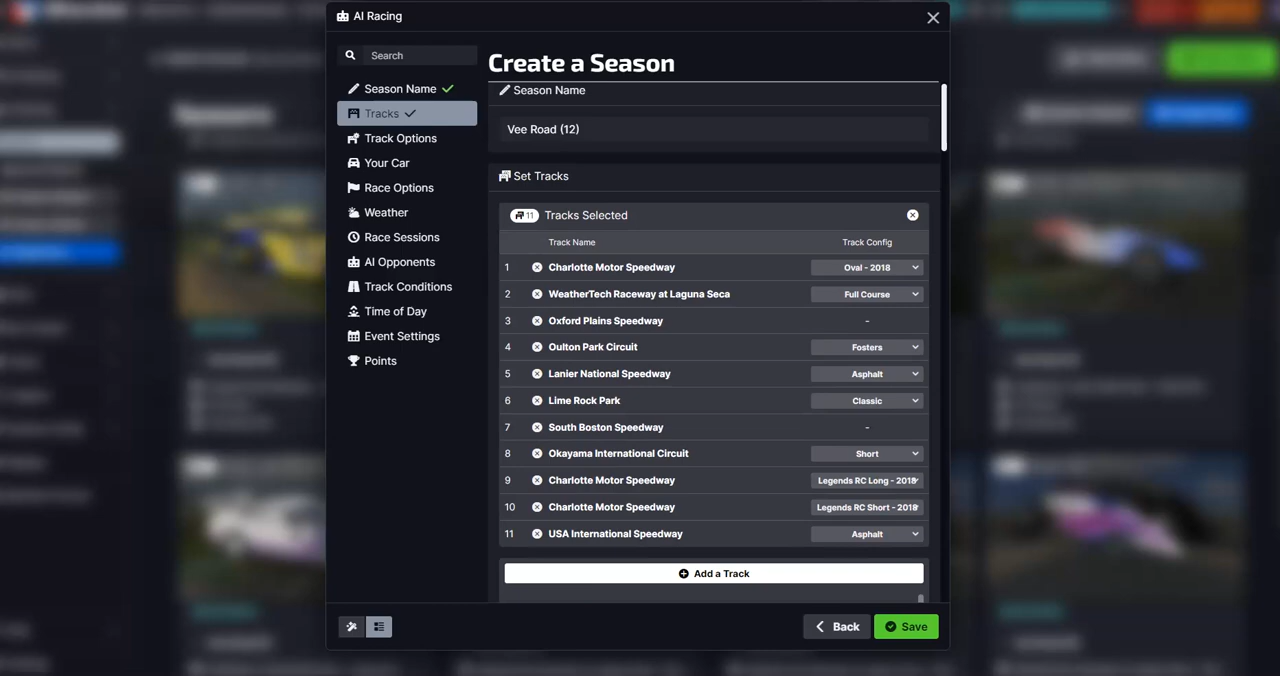 AI Racing
Search
Season Name
Tracks
Track Options
Your Car
Race Options
Weather
Race Sessions
AI Opponents
Track Conditions
Time of Day
Event Settings
Points
Create a Season
Season Name
Vee Road (12)
Set Tracks
11 Tracks Selected
Track Name Track Config
1 Charlotte Motor Speedway Oval - 2018
2 WeatherTech Raceway at Laguna Seca Full Course
3 Oxford Plains Speedway -
4 Oulton Park Circuit Fosters
5 Lanier National Speedway Asphalt
6 Lime Rock Park Classic
7 South Boston Speedway -
8 Okayama International Circuit Short
9 Charlotte Motor Speedway Legends RC Long - 2018
10 Charlotte Motor Speedway Legends RC Short - 2018
11 USA International Speedway Asphalt
Add a Track
Back Save